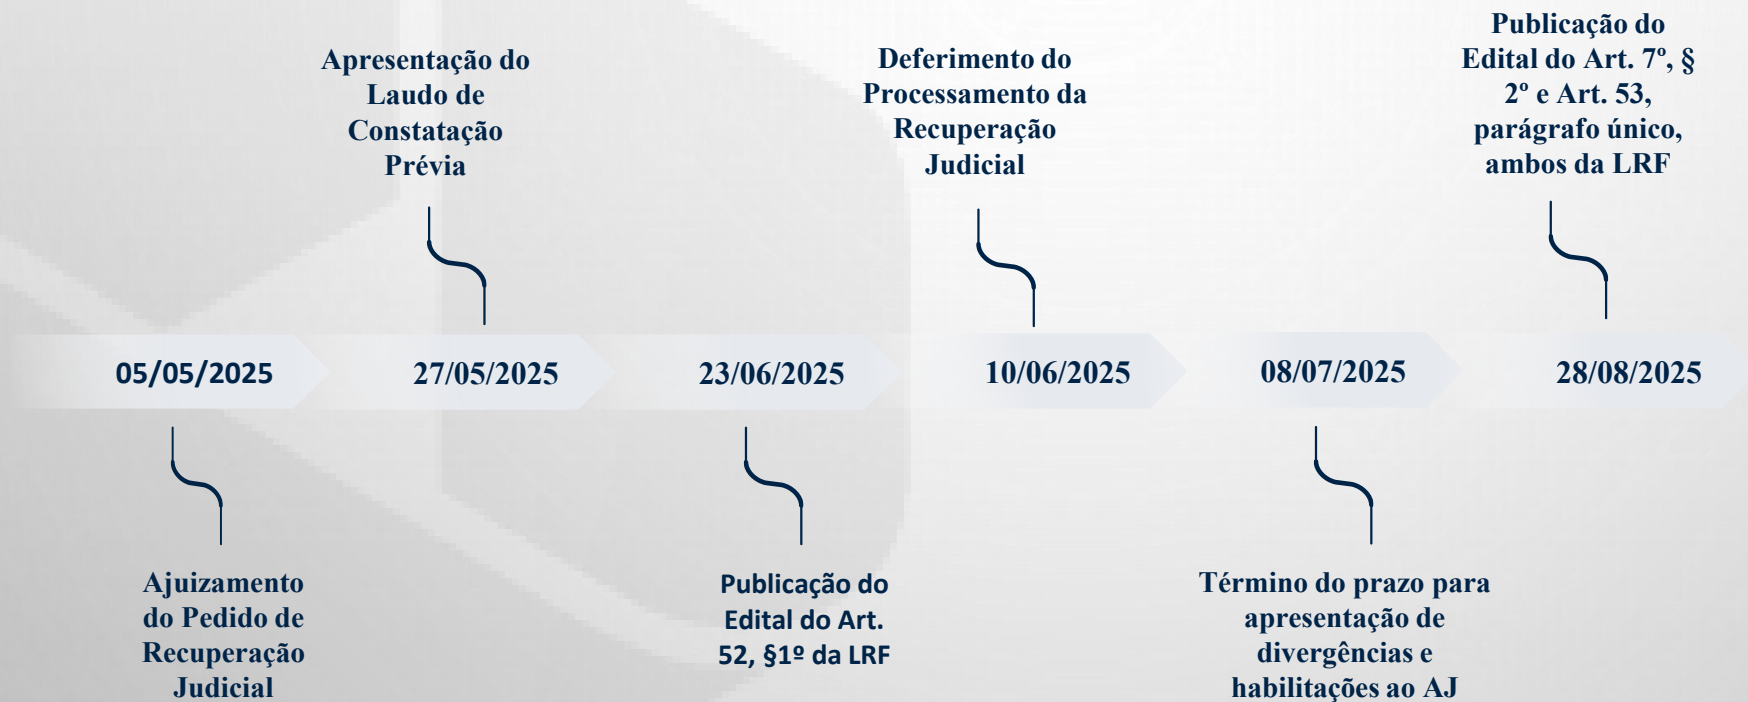 Apresentação do
Laudo de
Constatação
Prévia
Deferimento do
Processamento da
Recuperação
Judicial
Publicação do
Edital do Art. 7º, §
2º e Art. 53,
parágrafo único,
ambos da LRF
05/05/2025
27/05/2025
23/06/2025
10/06/2025
08/07/2025
28/08/2025
Ajuizamento
do Pedido de
Recuperação
Judicial
Publicação do
Edital do Art.
52, §1º da LRF
Término do prazo para
apresentação de
divergências e
habilitações ao AJ